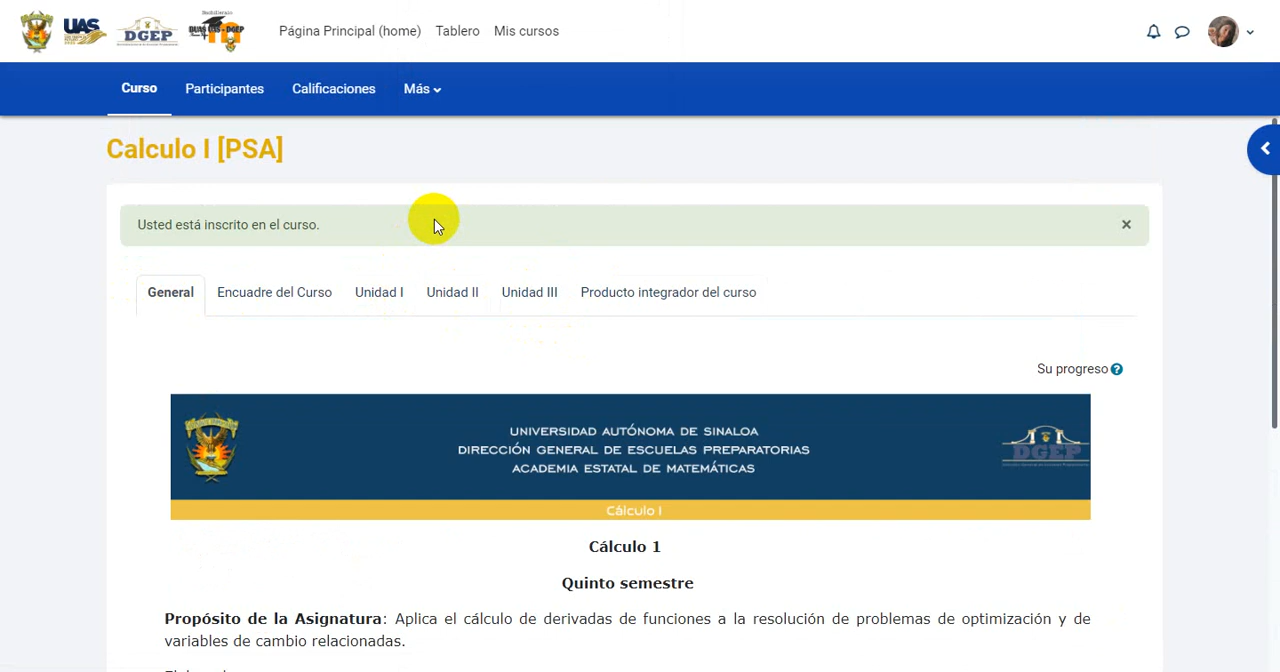 UAS
DGEP
Bachillerato
Página Principal (home) Tablero Mis cursos
Curso Participantes Calificaciones Más
Calculo I [PSA]
Usted está inscrito en el curso.
General Encuadre del Curso Unidad I Unidad II Unidad III Producto integrador del curso
Su progreso
UNIVERSIDAD AUTÓNOMA DE SINALOA
DIRECCIÓN GENERAL DE ESCUELAS PREPARATORIAS
ACADEMIA ESTATAL DE MATEMÁTICAS
DGEP
Cálculo I
Cálculo 1
Quinto semestre
Propósito de la Asignatura: Aplica el cálculo de derivadas de funciones a la resolución de problemas de optimización y de
variables de cambio relacionadas.